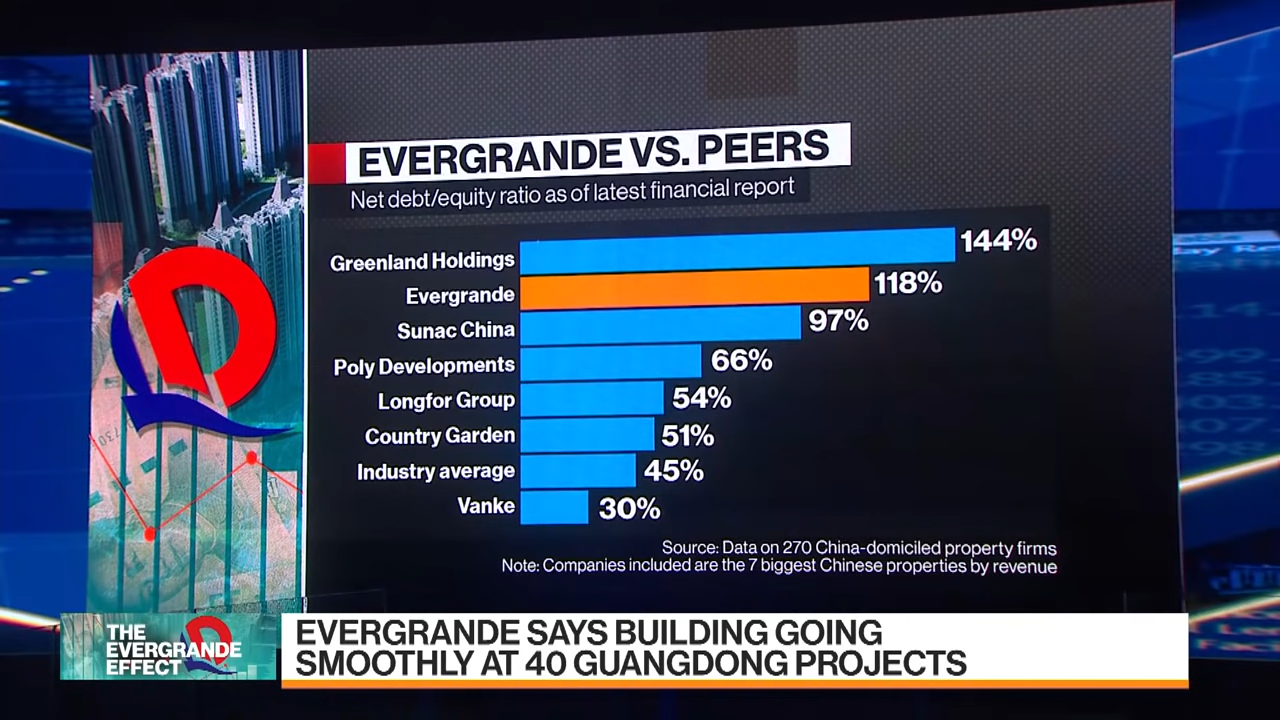 EVERGRANDE VS. PEERS
Net debt/equity ratio as of latest financial report
Greenland Holdings 144%
Evergrande 118%
Sunac China 97%
Poly Developments 66%
Longfor Group 54%
Country Garden 51%
Industry average 45%
Vanke 30%
Source: Data on 270 China-domiciled property firms
Note: Companies included are the 7 biggest Chinese properties by revenue
THE
EVERGRANDE
EFFECT
EVERGRANDE SAYS BUILDING GOING
SMOOTHLY AT 40 GUANGDONG PROJECTS